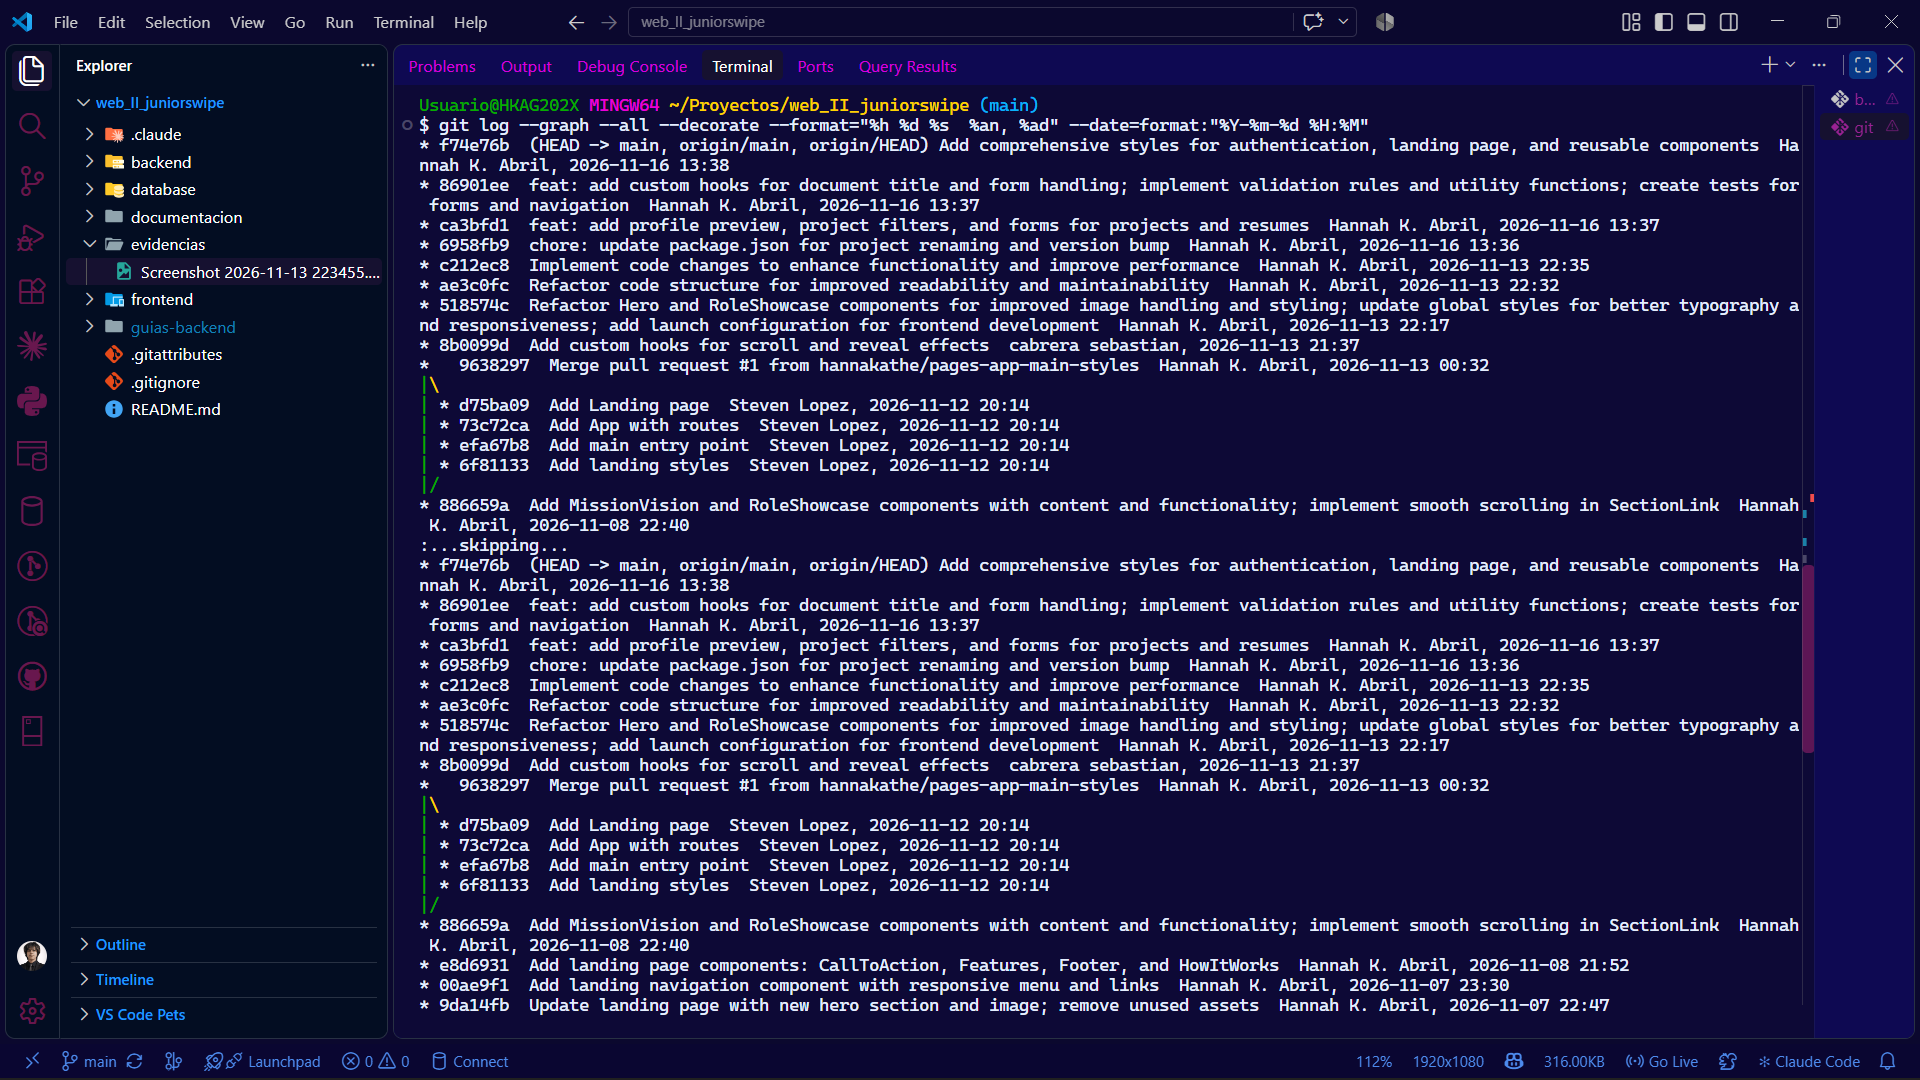 File Edit Selection View Go Run Terminal Help
web_II_juniorswipe
Explorer
web_II_juniorswipe
.claude
backend
database
documentacion
evidencias
Screenshot 2026-11-13 223455....
frontend
guias-backend
.gitattributes
.gitignore
README.md
Outline
Timeline
VS Code Pets
Problems Output Debug Console Terminal Ports Query Results
b...
git
Usuario@HKAG202X MINGW64 ~/Proyectos/web_II_juniorswipe (main)
$ git log --graph --all --decorate --format="%h %d %s  %an, %ad" --date=format:"%Y-%m-%d %H:%M"
* f74e76b  (HEAD -> main, origin/main, origin/HEAD) Add comprehensive styles for authentication, landing page, and reusable components  Ha
nnah K. Abril, 2026-11-16 13:38
* 86901ee  feat: add custom hooks for document title and form handling; implement validation rules and utility functions; create tests for
 forms and navigation  Hannah K. Abril, 2026-11-16 13:37
* ca3bfd1  feat: add profile preview, project filters, and forms for projects and resumes  Hannah K. Abril, 2026-11-16 13:37
* 6958fb9  chore: update package.json for project renaming and version bump  Hannah K. Abril, 2026-11-16 13:36
* c212ec8  Implement code changes to enhance functionality and improve performance  Hannah K. Abril, 2026-11-13 22:35
* ae3c0fc  Refactor code structure for improved readability and maintainability  Hannah K. Abril, 2026-11-13 22:32
* 518574c  Refactor Hero and RoleShowcase components for improved image handling and styling; update global styles for better typography a
nd responsiveness; add launch configuration for frontend development  Hannah K. Abril, 2026-11-13 22:17
* 8b0099d  Add custom hooks for scroll and reveal effects  cabrera sebastian, 2026-11-13 21:37
*   9638297  Merge pull request #1 from hannakathe/pages-app-main-styles  Hannah K. Abril, 2026-11-13 00:32
|\
| * d75ba09  Add Landing page  Steven Lopez, 2026-11-12 20:14
| * 73c72ca  Add App with routes  Steven Lopez, 2026-11-12 20:14
| * efa67b8  Add main entry point  Steven Lopez, 2026-11-12 20:14
| * 6f81133  Add landing styles  Steven Lopez, 2026-11-12 20:14
|/
* 886659a  Add MissionVision and RoleShowcase components with content and functionality; implement smooth scrolling in SectionLink  Hannah
 K. Abril, 2026-11-08 22:40
:...skipping...
* f74e76b  (HEAD -> main, origin/main, origin/HEAD) Add comprehensive styles for authentication, landing page, and reusable components  Ha
nnah K. Abril, 2026-11-16 13:38
* 86901ee  feat: add custom hooks for document title and form handling; implement validation rules and utility functions; create tests for
 forms and navigation  Hannah K. Abril, 2026-11-16 13:37
* ca3bfd1  feat: add profile preview, project filters, and forms for projects and resumes  Hannah K. Abril, 2026-11-16 13:37
* 6958fb9  chore: update package.json for project renaming and version bump  Hannah K. Abril, 2026-11-16 13:36
* c212ec8  Implement code changes to enhance functionality and improve performance  Hannah K. Abril, 2026-11-13 22:35
* ae3c0fc  Refactor code structure for improved readability and maintainability  Hannah K. Abril, 2026-11-13 22:32
* 518574c  Refactor Hero and RoleShowcase components for improved image handling and styling; update global styles for better typography a
nd responsiveness; add launch configuration for frontend development  Hannah K. Abril, 2026-11-13 22:17
* 8b0099d  Add custom hooks for scroll and reveal effects  cabrera sebastian, 2026-11-13 21:37
*   9638297  Merge pull request #1 from hannakathe/pages-app-main-styles  Hannah K. Abril, 2026-11-13 00:32
|\
| * d75ba09  Add Landing page  Steven Lopez, 2026-11-12 20:14
| * 73c72ca  Add App with routes  Steven Lopez, 2026-11-12 20:14
| * efa67b8  Add main entry point  Steven Lopez, 2026-11-12 20:14
| * 6f81133  Add landing styles  Steven Lopez, 2026-11-12 20:14
|/
* 886659a  Add MissionVision and RoleShowcase components with content and functionality; implement smooth scrolling in SectionLink  Hannah
 K. Abril, 2026-11-08 22:40
* e8d6931  Add landing page components: CallToAction, Features, Footer, and HowItWorks  Hannah K. Abril, 2026-11-08 21:52
* 00ae9f1  Add landing navigation component with responsive menu and links  Hannah K. Abril, 2026-11-07 23:30
* 9da14fb  Update landing page with new hero section and image; remove unused assets  Hannah K. Abril, 2026-11-07 22:47
main Launchpad 0 0 Connect 112% 1920x1080 316.00KB Go Live Claude Code